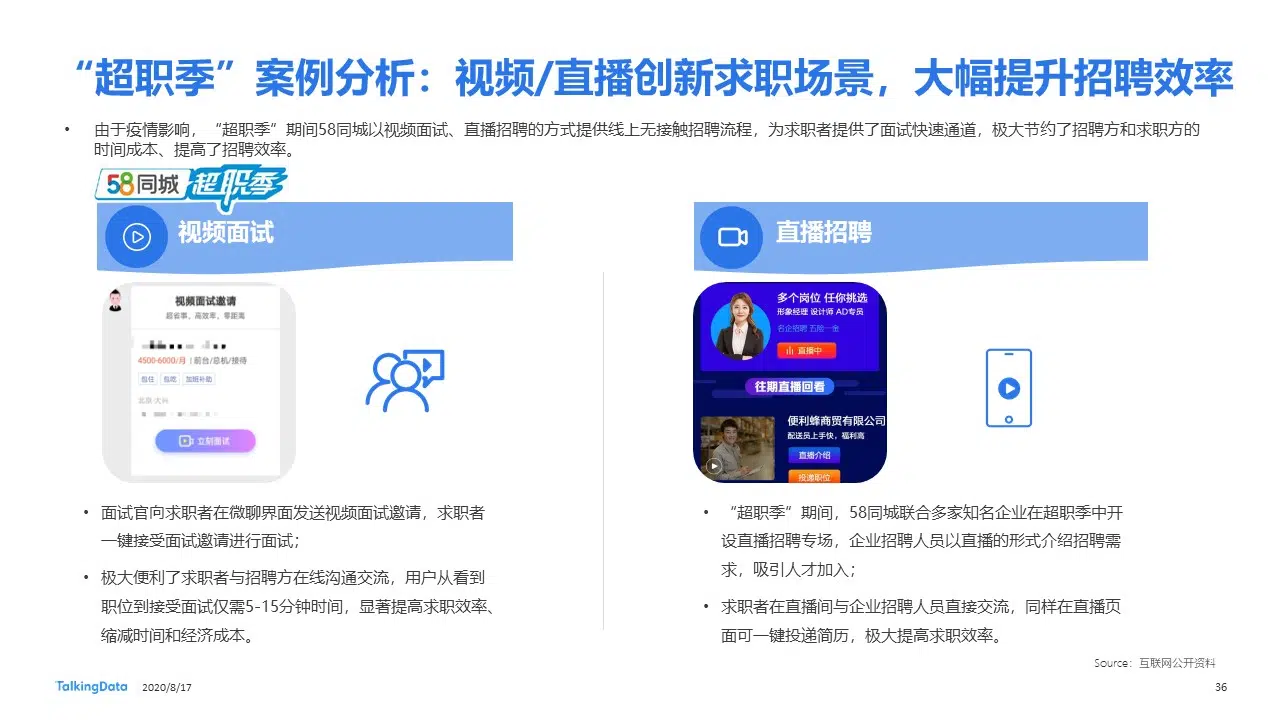 “超职季”案例分析：视频/直播创新求职场景，大幅提升招聘效率
• 由于疫情影响，“超职季”期间58同城以视频面试、直播招聘的方式提供线上无接触招聘流程，为求职者提供了面试快速通道，极大节约了招聘方和求职方的
时间成本、提高了招聘效率。
58同城 超职季
视频面试
视频面试邀请
超省事、高效率、零距离
4500-6000/月 | 前台/总机/接待
包住 包吃 加班补助
北京·大兴
立刻面试
• 面试官向求职者在微聊界面发送视频面试邀请，求职者
一键接受面试邀请进行面试；
• 极大便利了求职者与招聘方在线沟通交流，用户从看到
职位到接受面试仅需5-15分钟时间，显著提高求职效率、
缩减时间和经济成本。
直播招聘
多个岗位 任你挑选
形象经理 设计师 AD专员
名企招聘 五险一金
直播中
往期直播回看
便利蜂商贸有限公司
配送员上手快，福利高
直播介绍
投递职位
• “超职季”期间，58同城联合多家知名企业在超职季中开
设直播招聘专场，企业招聘人员以直播的形式介绍招聘需
求，吸引人才加入；
• 求职者在直播间与企业招聘人员直接交流，同样在直播页
面可一键投递简历，极大提高求职效率。
Source：互联网公开资料
TalkingData 2020/8/17
36